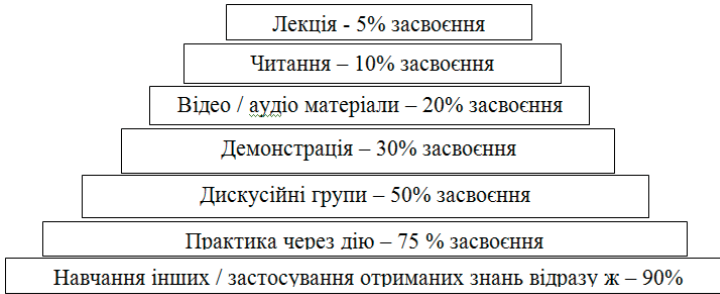 Лекція - 5% засвоєння
Читання – 10% засвоєння
Відео / аудіо матеріали – 20% засвоєння
Демонстрація – 30% засвоєння
Дискусійні групи – 50% засвоєння
Практика через дію – 75 % засвоєння
Навчання інших / застосування отриманих знань відразу ж – 90%